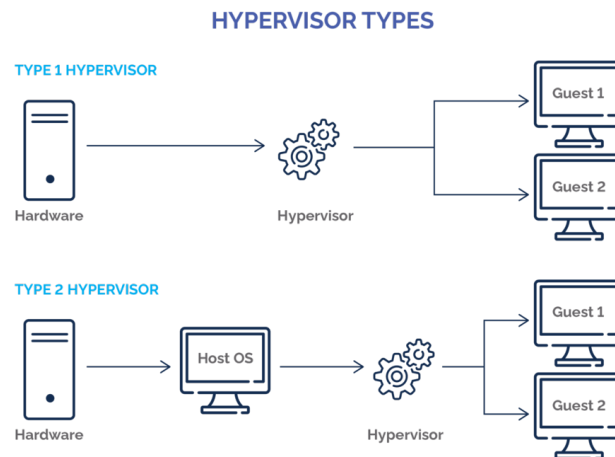 HYPERVISOR TYPES
TYPE 1 HYPERVISOR
Guest 1
Guest 2
Hardware
Hypervisor
TYPE 2 HYPERVISOR
Guest 1
Host OS
Guest 2
Hardware
Hypervisor